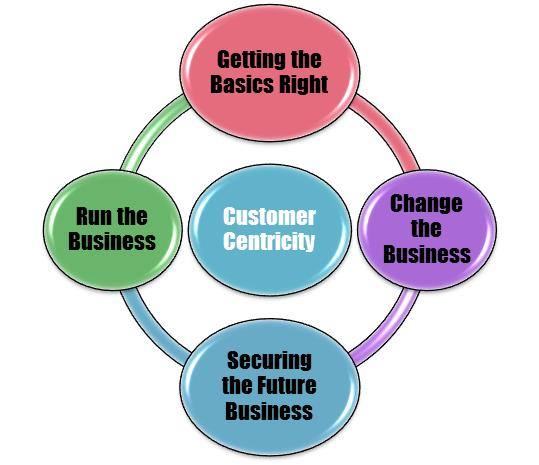 Getting the
Basics Right
Run the
Business
Customer
Centricity
Change
the
Business
Securing
the Future
Business